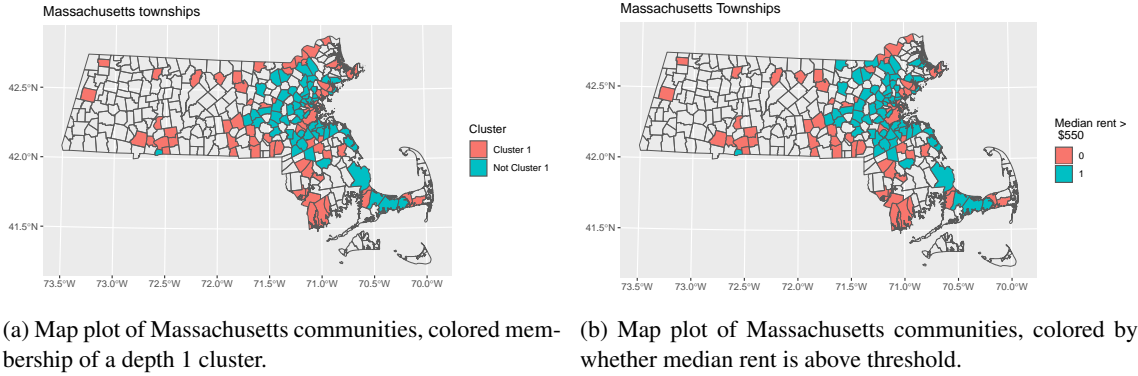 Massachusetts townships
42.5°N
42.0°N
41.5°N
73.5°W 73.0°W 72.5°W 72.0°W 71.5°W 71.0°W 70.5°W 70.0°W
Cluster
Cluster 1
Not Cluster 1
(a) Map plot of Massachusetts communities, colored mem-
bership of a depth 1 cluster.
Massachusetts Townships
42.5°N
42.0°N
41.5°N
73.5°W 73.0°W 72.5°W 72.0°W 71.5°W 71.0°W 70.5°W 70.0°W
Median rent >
$550
0
1
(b) Map plot of Massachusetts communities, colored by
whether median rent is above threshold.